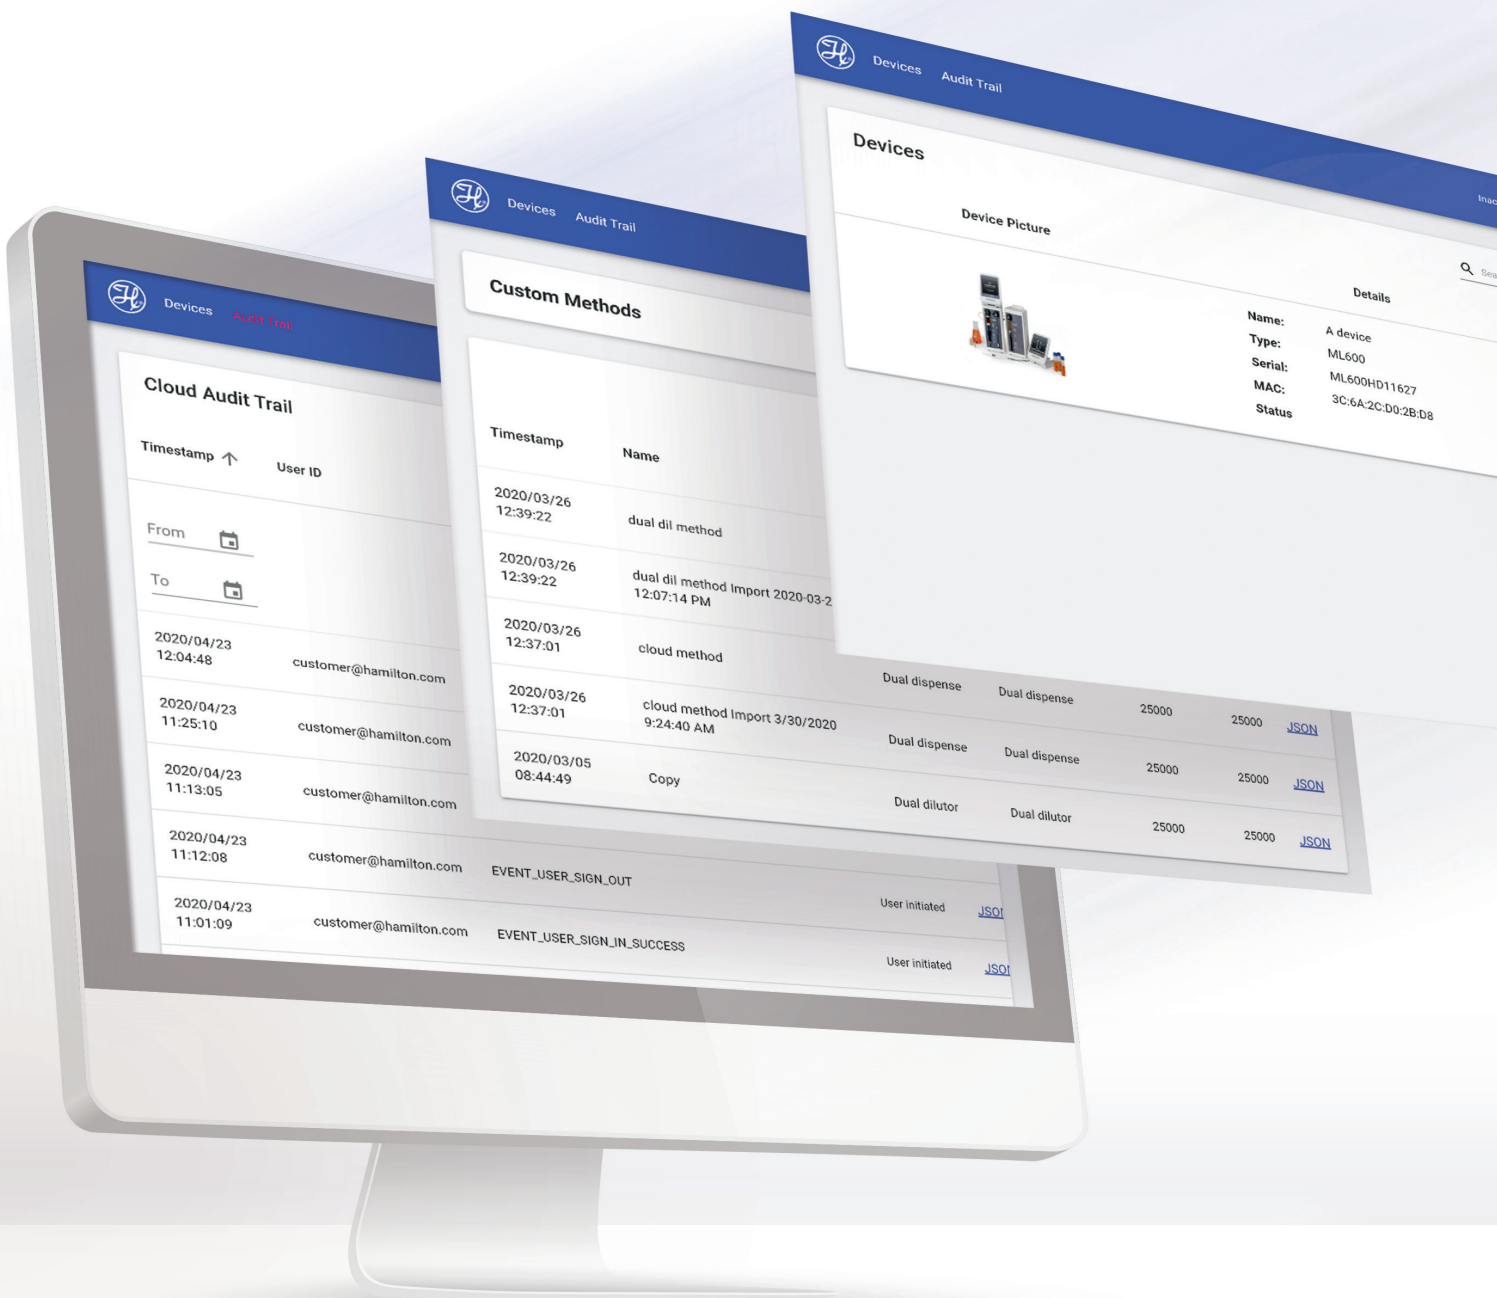 Devices Audit Trail
Inac
Devices
Device Picture
Details
Name: A device
Type: ML600
Serial: ML600HD11627
MAC: 3C:6A:2C:D0:2B:D8
Status
Devices Audit Trail
Custom Methods
Timestamp Name
2020/03/26
12:39:22
dual dil method
2020/03/26
12:39:22
dual dil method Import 2020-03-2
12:07:14 PM
2020/03/26
12:37:01
cloud method Dual dispense Dual dispense 25000 25000 JSON
2020/03/26
12:37:01
cloud method Import 3/30/2020
9:24:40 AM
Dual dispense Dual dispense 25000 25000 JSON
2020/03/05
08:44:49
Copy Dual dilutor Dual dilutor 25000 25000 JSON
Devices Audit Trail
Cloud Audit Trail
Timestamp User ID
From
To
2020/04/23
12:04:48
customer@hamilton.com
2020/04/23
11:25:10
customer@hamilton.com
2020/04/23
11:13:05
customer@hamilton.com
2020/04/23
11:12:08
customer@hamilton.com EVENT_USER_SIGN_OUT User initiated JSO
2020/04/23
11:01:09
customer@hamilton.com EVENT_USER_SIGN_IN_SUCCESS User initiated JSO